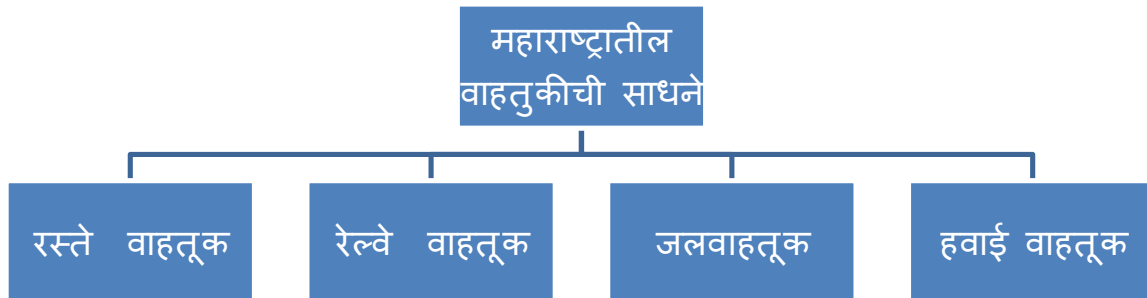 महाराष्ट्रातील
वाहतुकीची साधने
रस्ते वाहतूक
रेल्वे वाहतूक
जलवाहतूक
हवाई वाहतूक